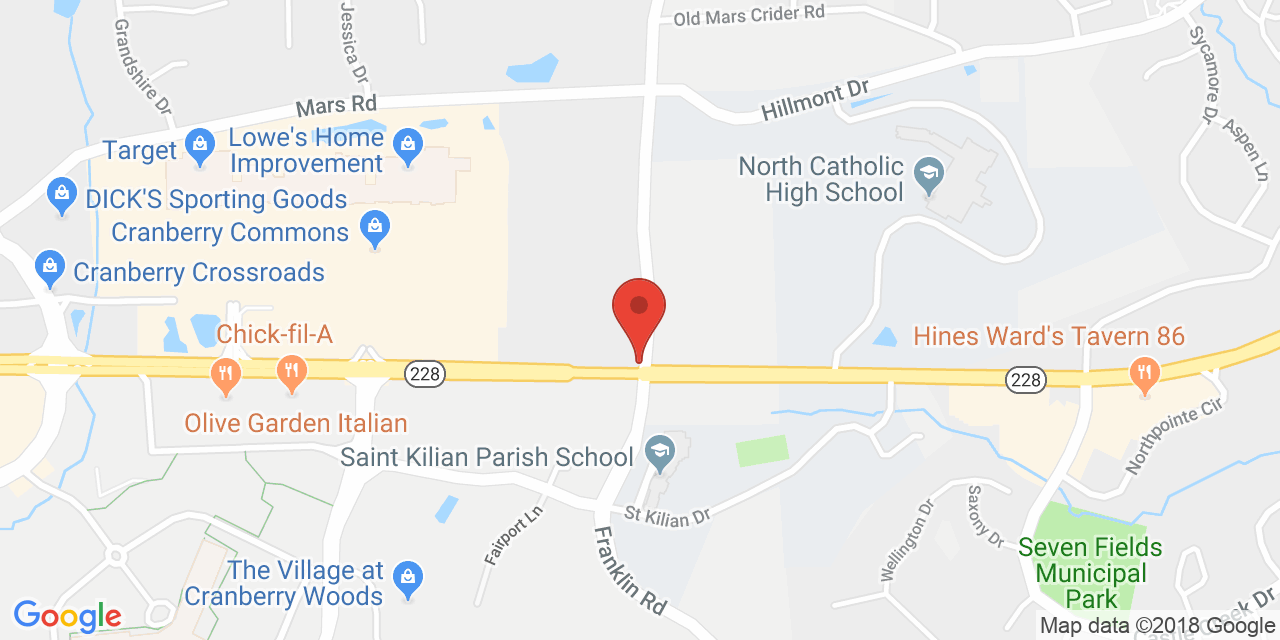 Old Mars Crider Rd
Grandshire Dr
Jessica Dr
Sycamore Dr
Mars Rd
Hillmont Dr
Aspen Ln
Target
Lowe's Home
Improvement
North Catholic
High School
DICK'S Sporting Goods
Cranberry Commons
Cranberry Crossroads
Chick-fil-A
Hines Ward's Tavern 86
228
228
Olive Garden Italian
Northpointe Cir
Saint Kilian Parish School
St Kilian Dr
Fairport Ln
Franklin Rd
Wellington Dr
Saxony Dr
Seven Fields
Municipal
Park
The Village at
Cranberry Woods
Castle Creek Dr
Google
Map data ©2018 Google